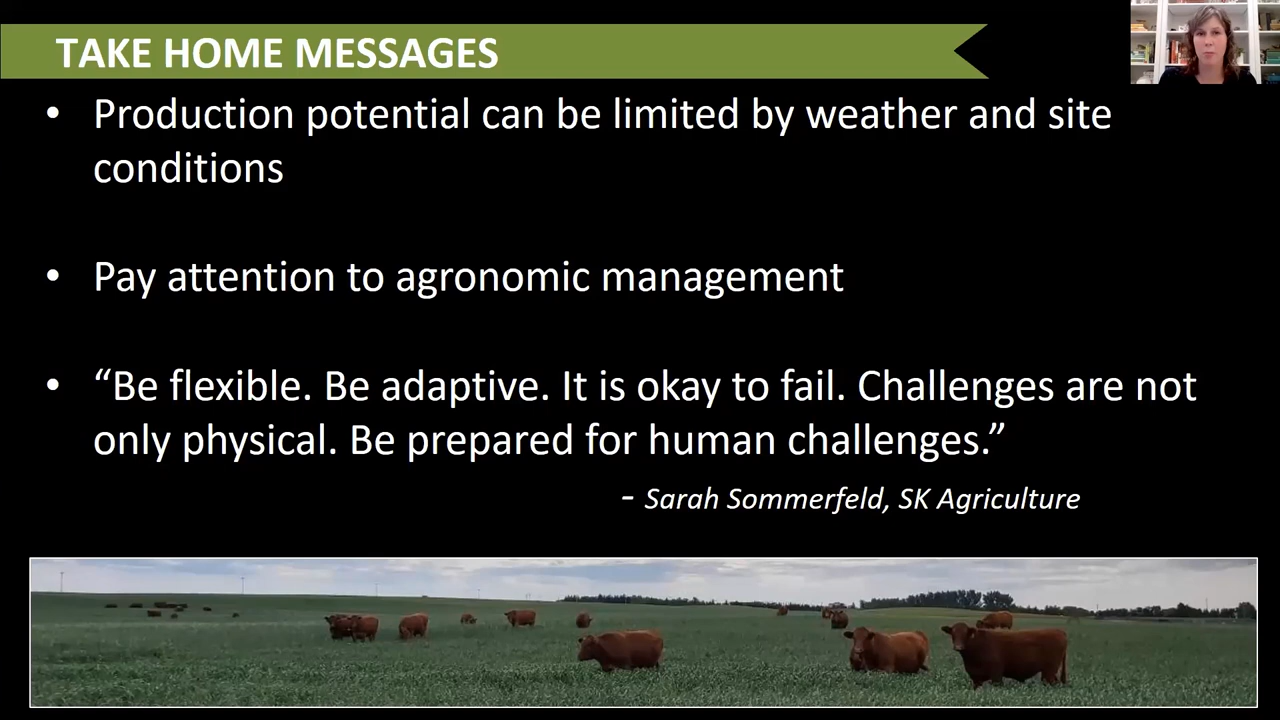 TAKE HOME MESSAGES
• Production potential can be limited by weather and site
conditions
• Pay attention to agronomic management
• “Be flexible. Be adaptive. It is okay to fail. Challenges are not
only physical. Be prepared for human challenges.”
- Sarah Sommerfeld, SK Agriculture